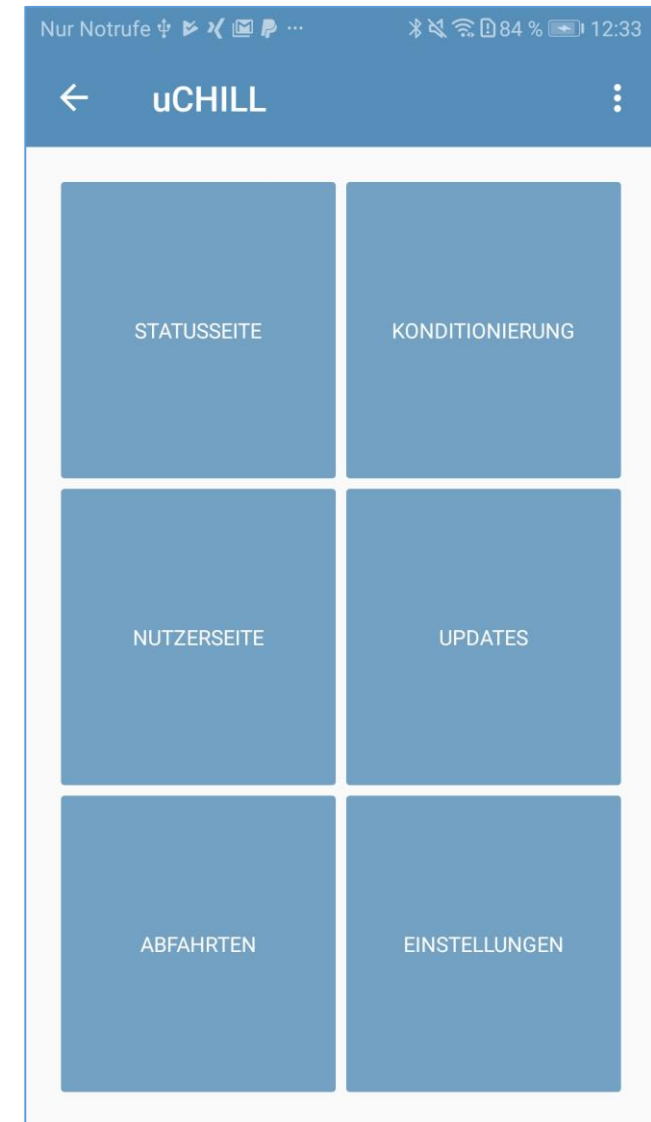 Nur Notrufe ... 84 % 12:33
uCHILL
STATUSSEITE KONDITIONIERUNG
NUTZERSEITE UPDATES
ABFAHRTEN EINSTELLUNGEN